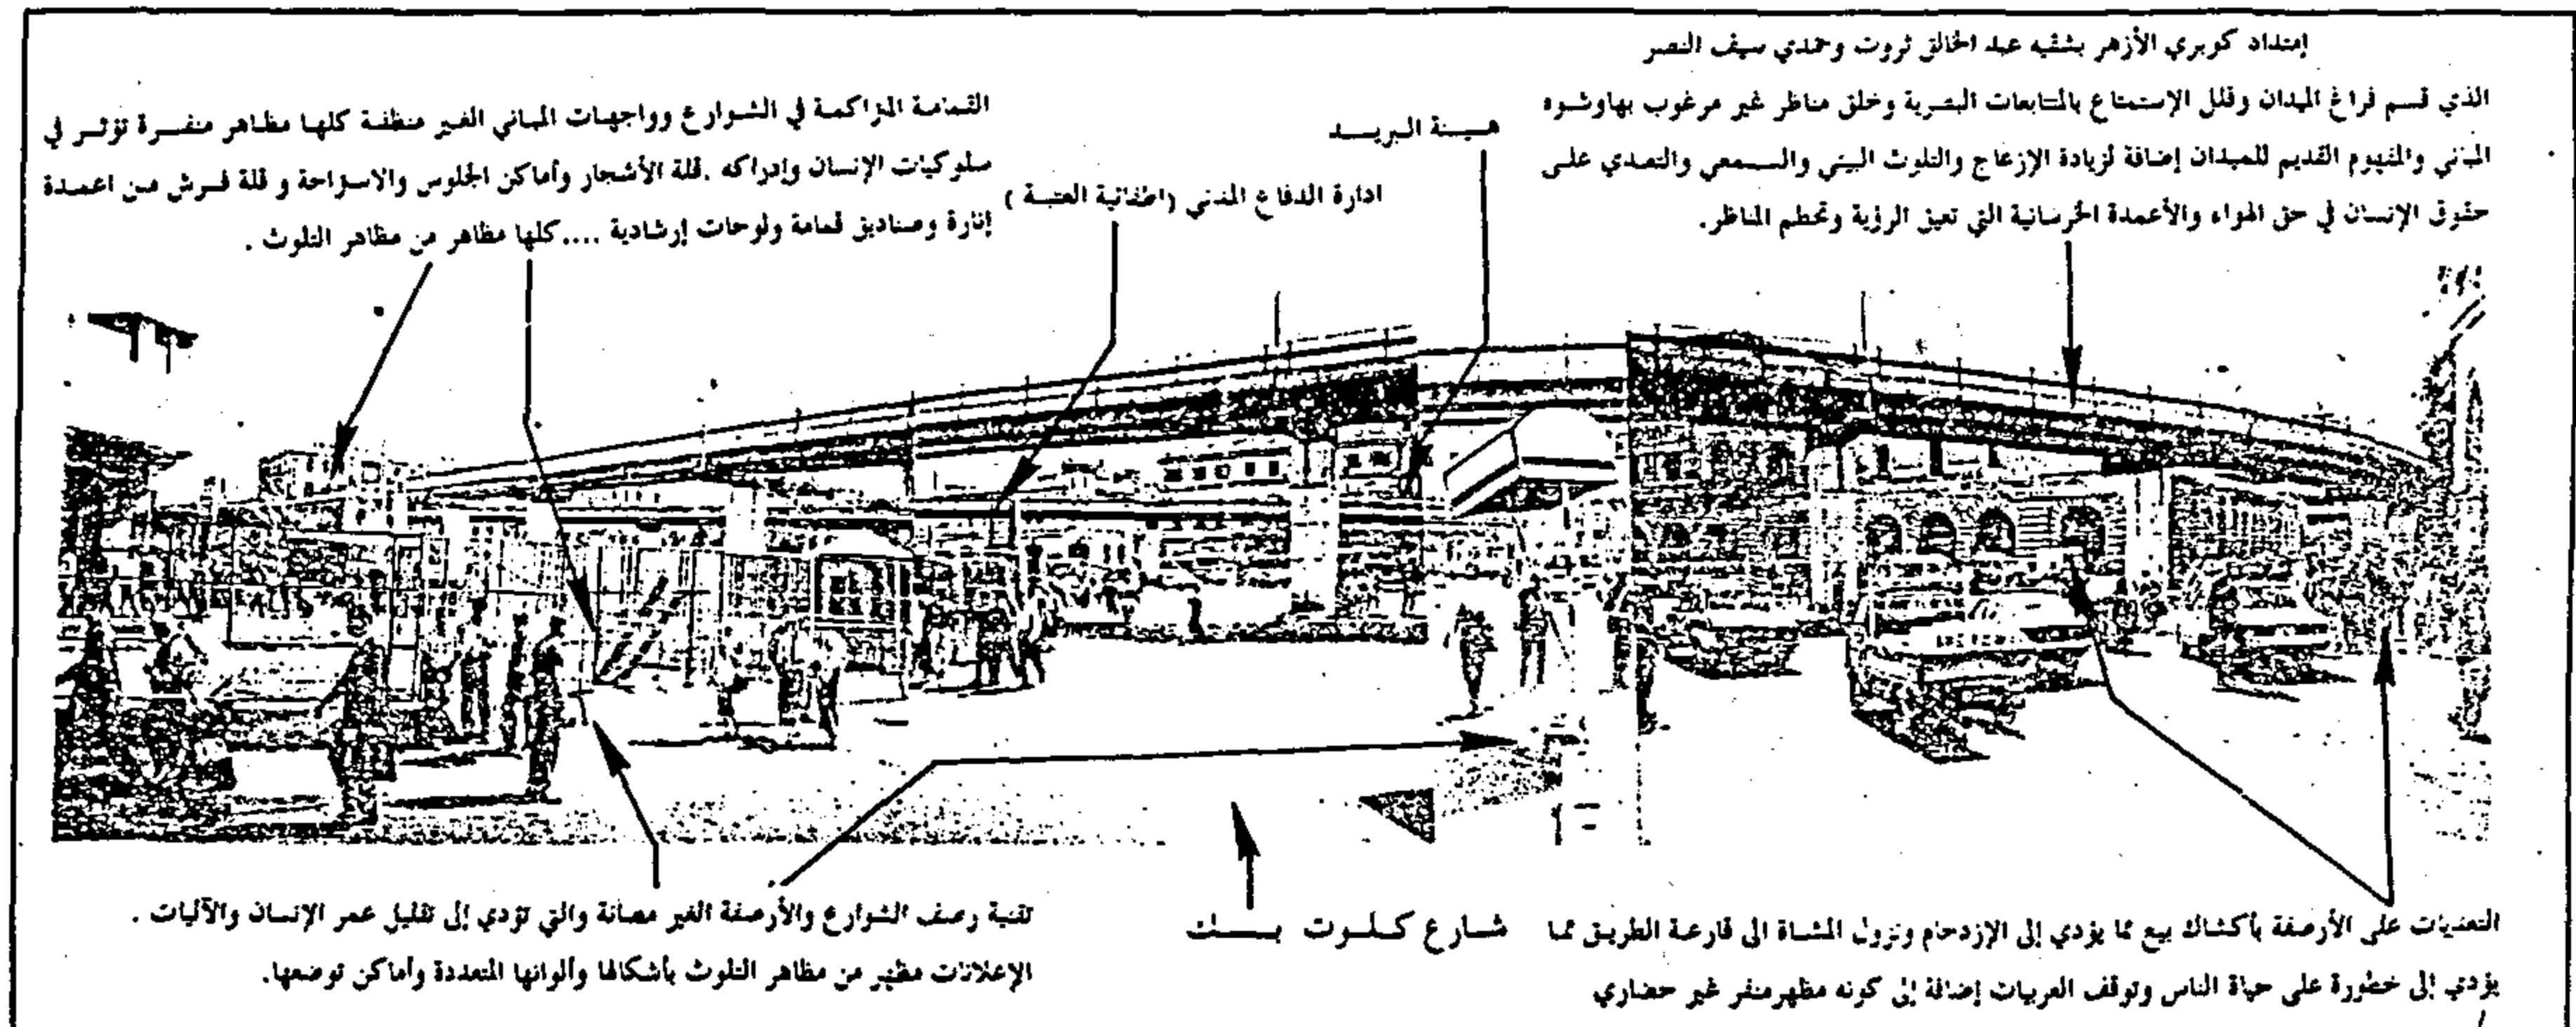 إمتداد كوبري الأزهر بشقيه عبد الخالق ثروت وحمدي سيف النصر
الذي قسم فراغ الميدان وقلل الإستمتاع بالمتتابعات البصرية وخلق مناظر غير مرغوب بها وشوه
المباني والمفهوم القديم للميدان إضافة لزيادة الإزعاج والتلوث البيئي والسمعي والتعدي على
حقوق الإنسان في حق الهواء والأعمدة الخرسانية التي تعيق الرؤية وتحطم المناظر.
هيئة البريد
ادارة الدفاع المدني (اطفائية العتبة )
القمامة المتراكمة في الشوارع وواجهات المباني الغير منظفة كلها مظاهر منفرة تؤثر في
سلوكيات الإنسان وإدراكه .قلة الأشجار وأماكن الجلوس والاستراحة و قلة فرش من اعمدة
إنارة وصناديق قمامة ولوحات إرشادية ....كلها مظاهر من مظاهر التلوث .
التعديات على الأرصفة بأكشاك بيع مما يؤدي إلى الإزدحام ونزول المشاة الى قارعة الطريق مما
يؤدي إلى خطورة على حياة الناس وتوقف العربيات إضافة إلى كونه مظهر منفر غير حضاري
شارع كلوت بك
تقنية رصف الشوارع والأرصفة الغير مصانة والتي تؤدي إلى تقليل عمر الإنسان والآليات .
الإعلانات مظهر من مظاهر التلوث بأشكالها وألوانها المتعددة وأماكن توضعها.